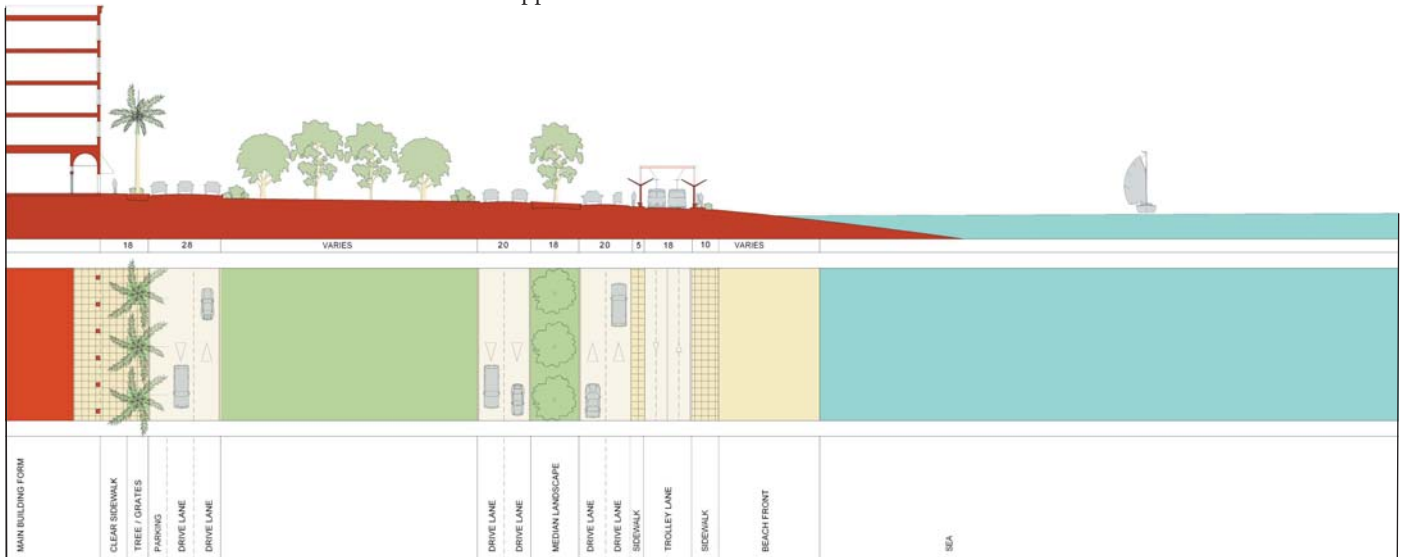 pp
18 28 VARIES 20 18 20 5 18 10 VARIES
MAIN BUILDING FORM
CLEAR SIDEWALK
TREE / GRATES
PARKING
DRIVE LANE
DRIVE LANE
DRIVE LANE
DRIVE LANE
MEDIAN LANDSCAPE
DRIVE LANE
DRIVE LANE
SIDEWALK
TROLLEY LANE
SIDEWALK
BEACH FRONT
SEA